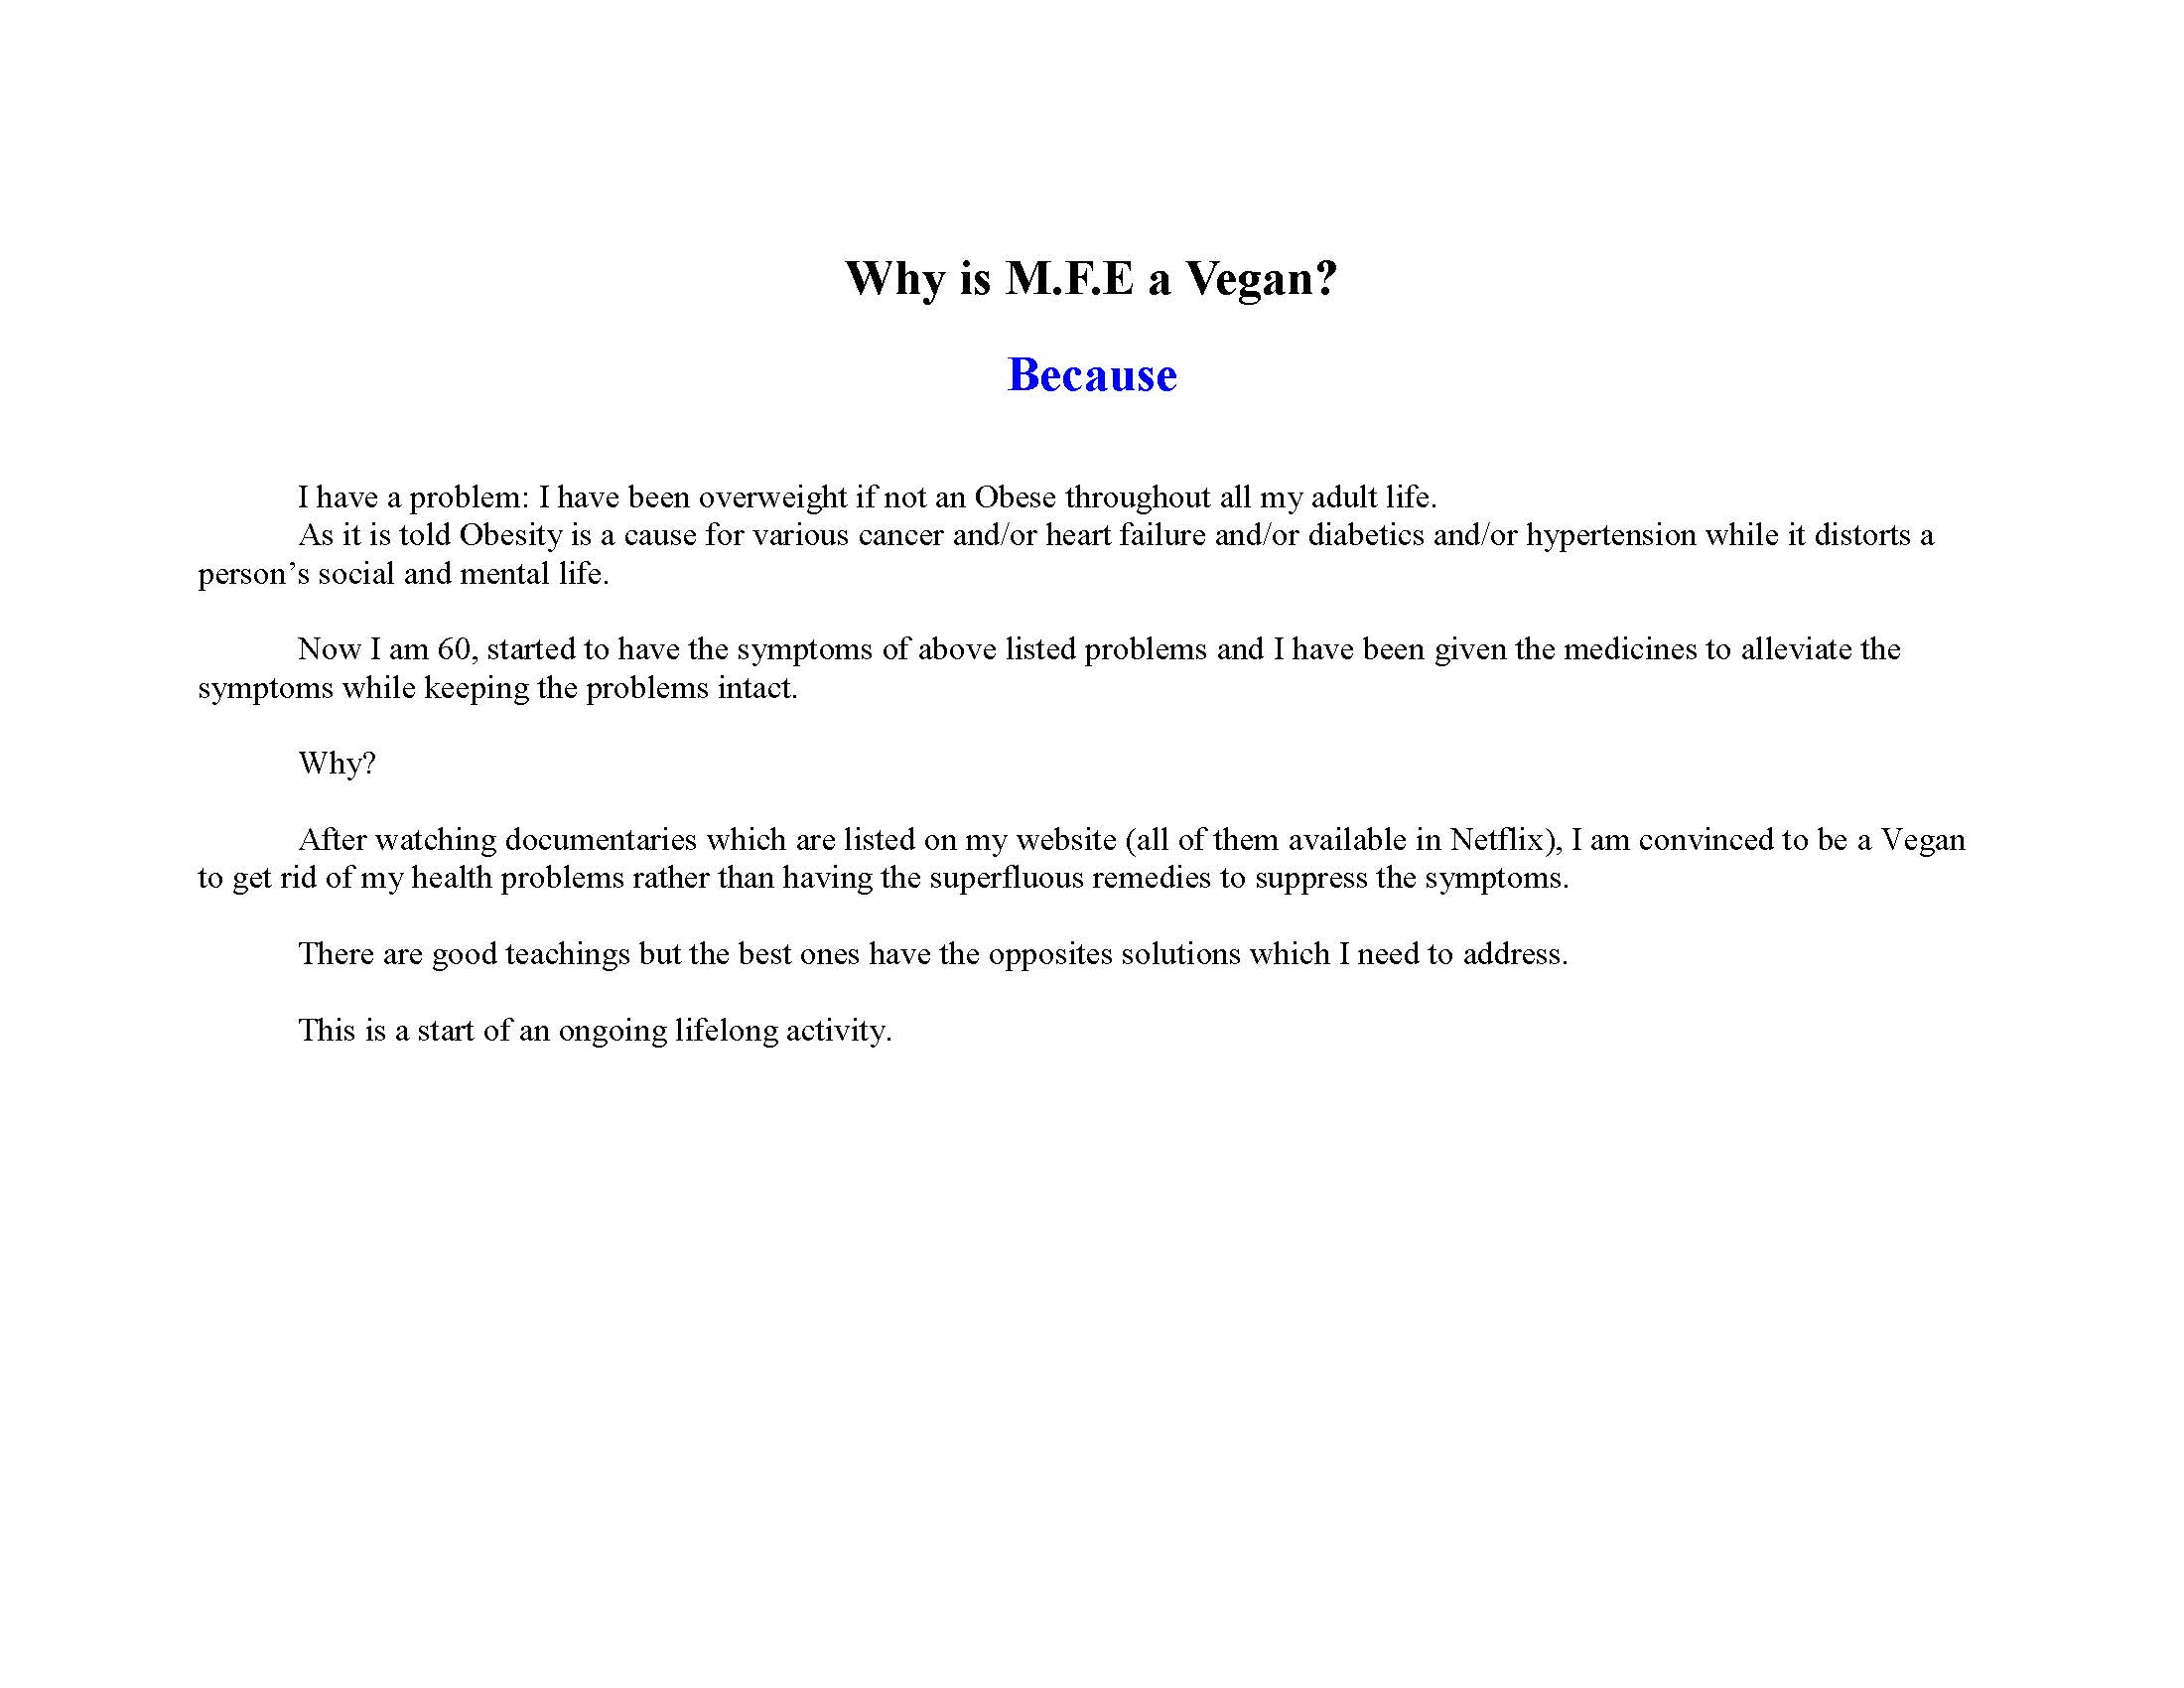 Why is M.F.E a Vegan?
Because
I have a problem: I have been overweight if not an Obese throughout all my adult life.
As it is told Obesity is a cause for various cancer and/or heart failure and/or diabetics and/or hypertension while it distorts a
person’s social and mental life.
Now I am 60, started to have the symptoms of above listed problems and I have been given the medicines to alleviate the
symptoms while keeping the problems intact.
Why?
After watching documentaries which are listed on my website (all of them available in Netflix), I am convinced to be a Vegan
to get rid of my health problems rather than having the superfluous remedies to suppress the symptoms.
There are good teachings but the best ones have the opposites solutions which I need to address.
This is a start of an ongoing lifelong activity.